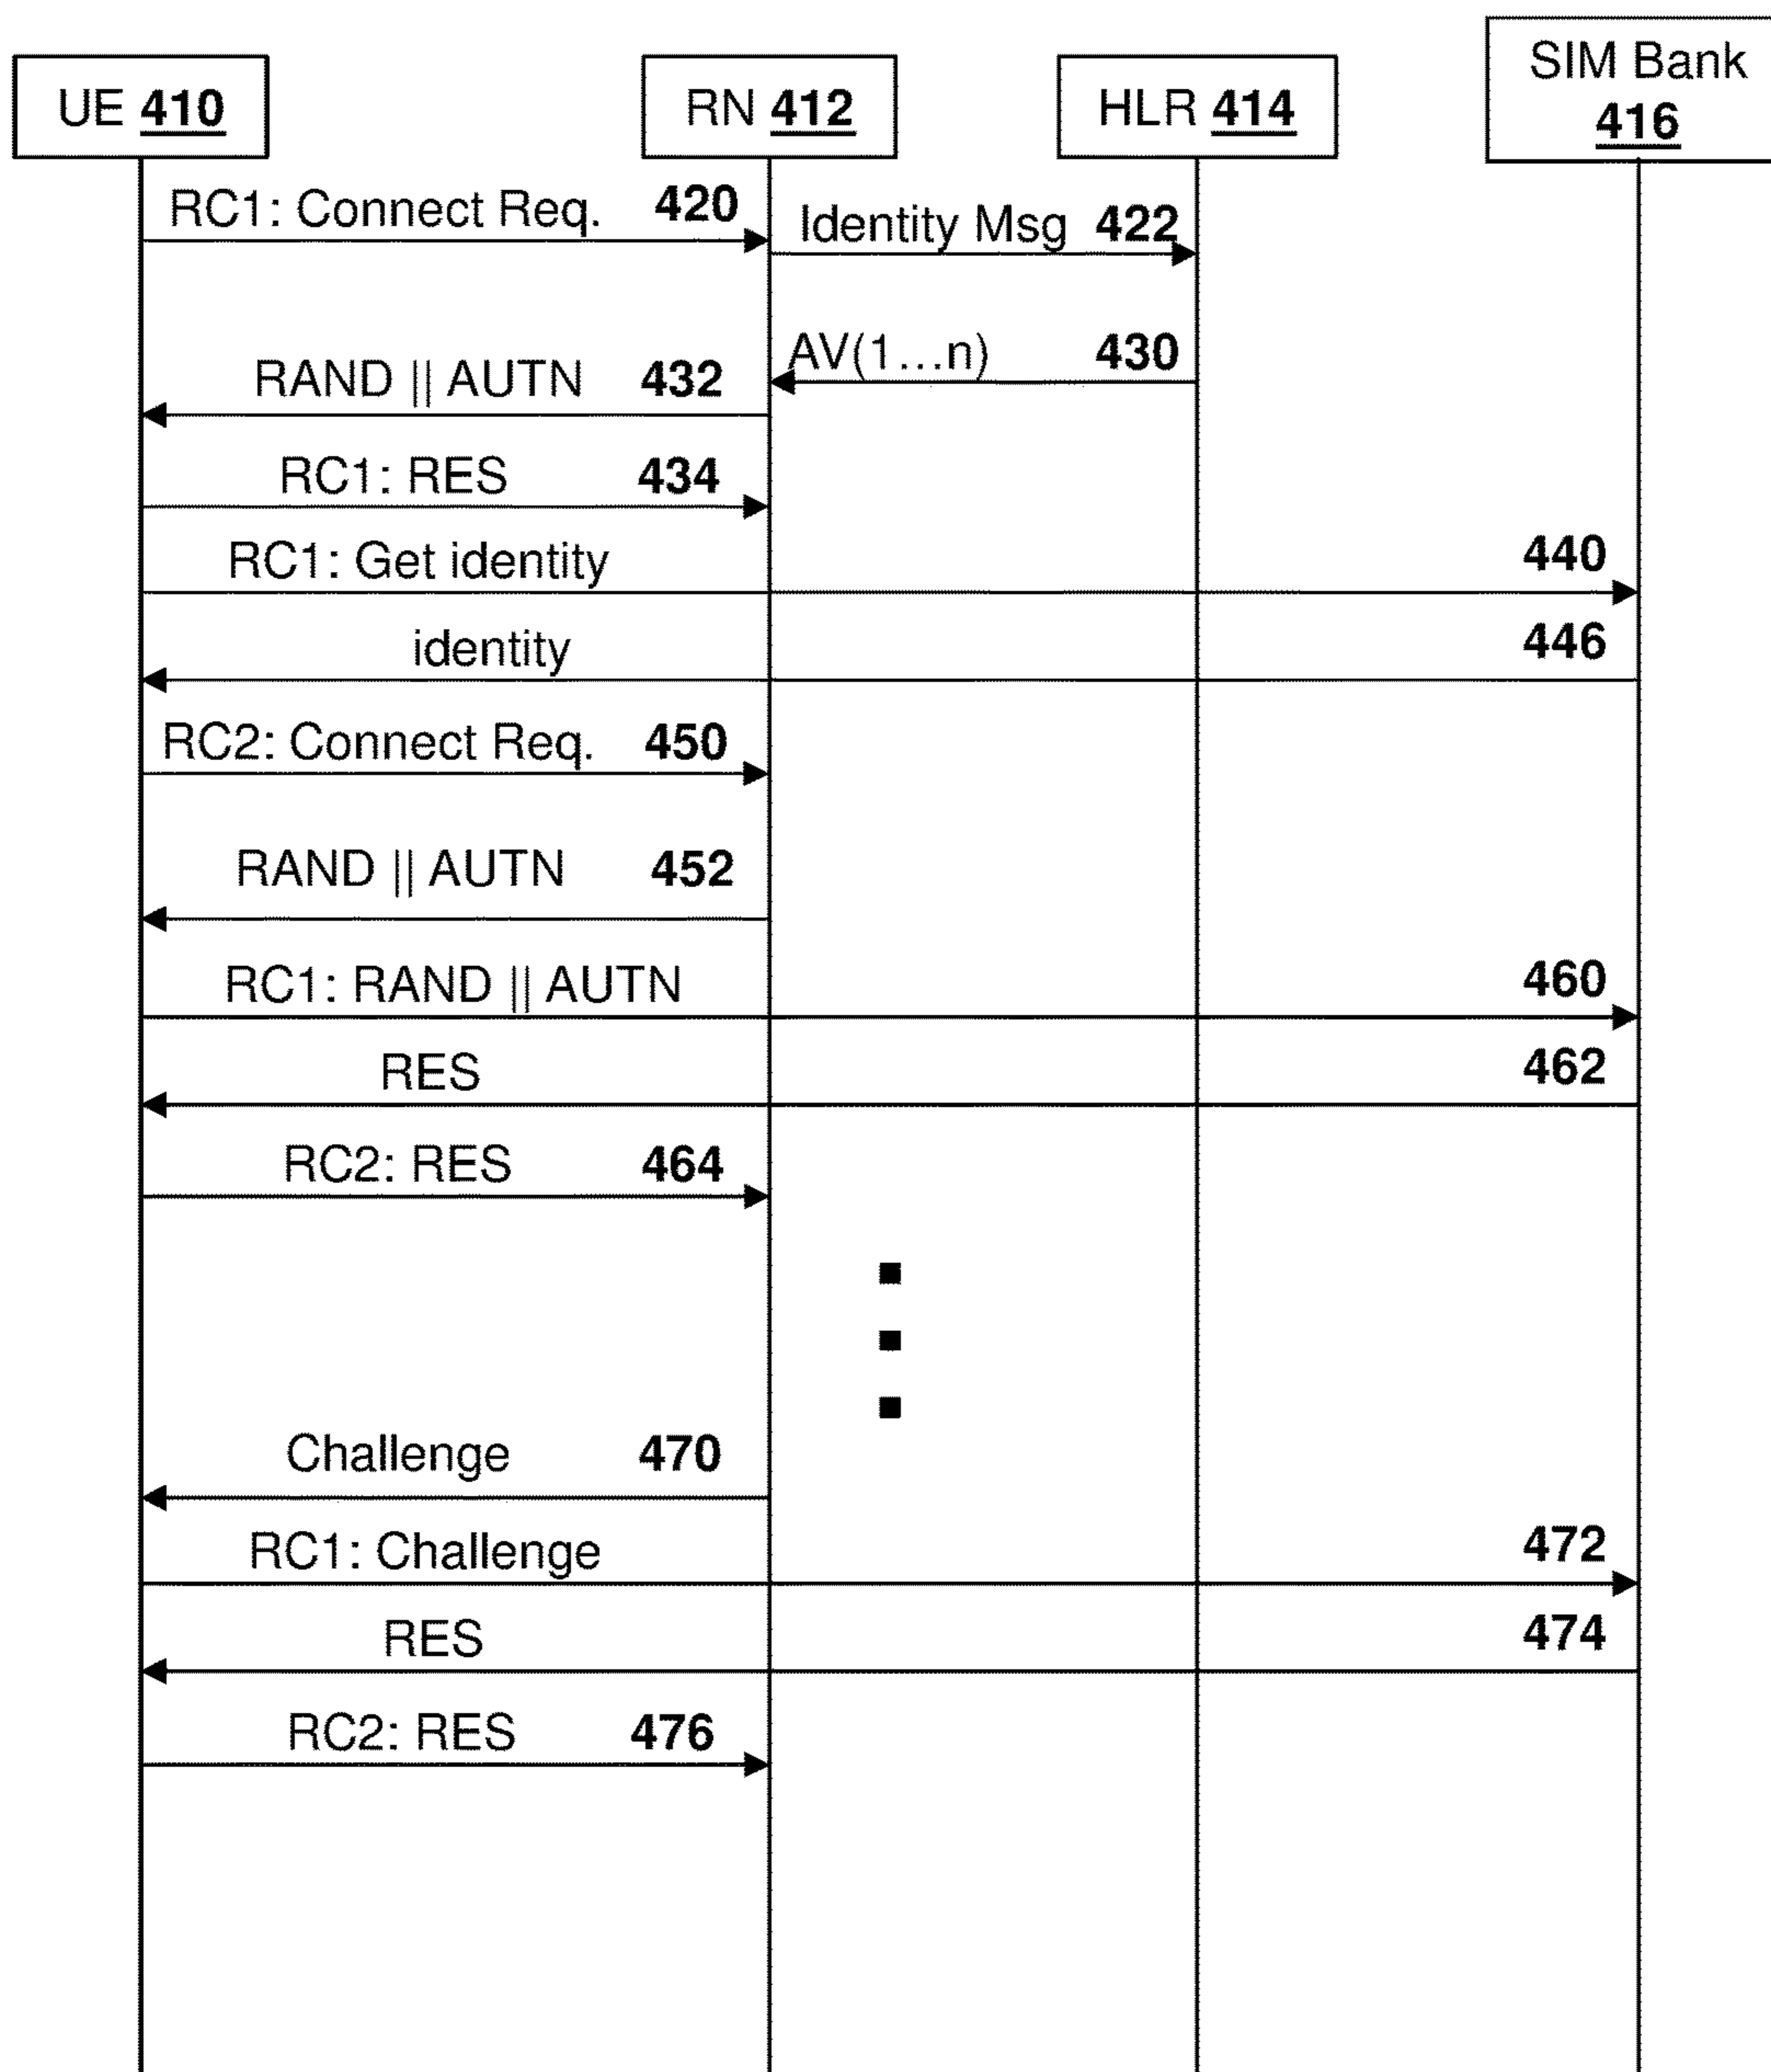 UE 410
RN 412
HLR 414
SIM Bank
416
RC1: Connect Req. 420
Identity Msg 422
AV(1...n) 430
RAND || AUTN 432
RC1: RES 434
RC1: Get identity 440
identity 446
RC2: Connect Req. 450
RAND || AUTN 452
RC1: RAND || AUTN 460
RES 462
RC2: RES 464
Challenge 470
RC1: Challenge 472
RES 474
RC2: RES 476